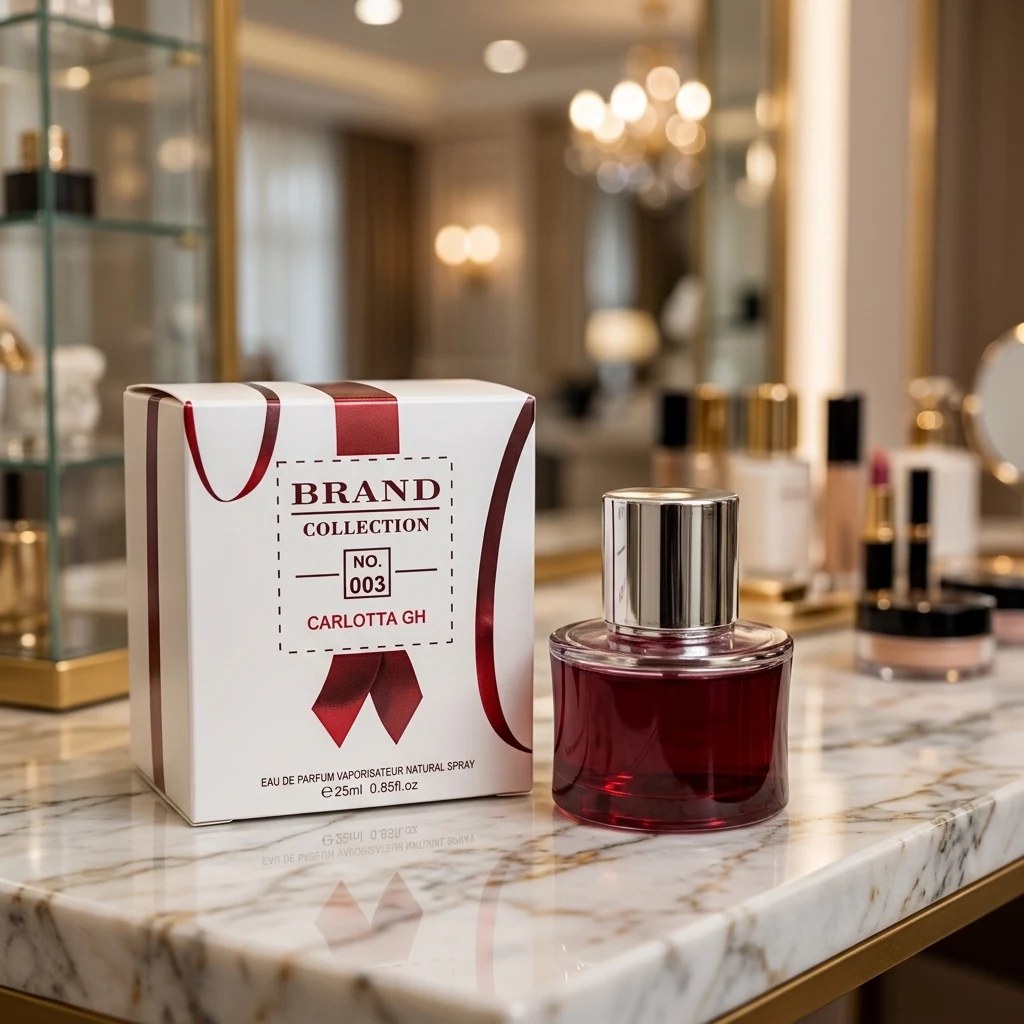 BRAND
COLLECTION
NO.
003
CARLOTTA GH
EAU DE PARFUM VAPORISATEUR NATURAL SPRAY
℮25ml 0.85fl.oz